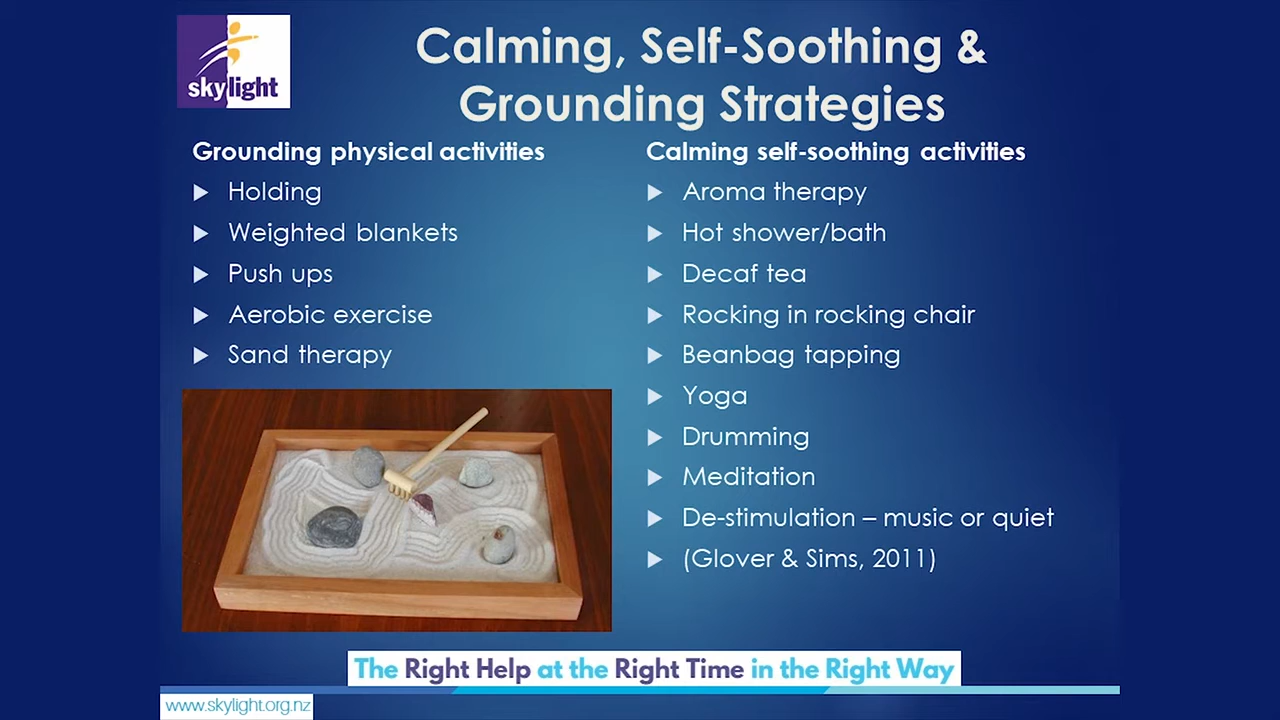 skylight
Calming, Self-Soothing &
Grounding Strategies
Grounding physical activities
Holding
Weighted blankets
Push ups
Aerobic exercise
Sand therapy
Calming self-soothing activities
Aroma therapy
Hot shower/bath
Decaf tea
Rocking in rocking chair
Beanbag tapping
Yoga
Drumming
Meditation
De-stimulation – music or quiet
(Glover & Sims, 2011)
The Right Help at the Right Time in the Right Way
www.skylight.org.nz